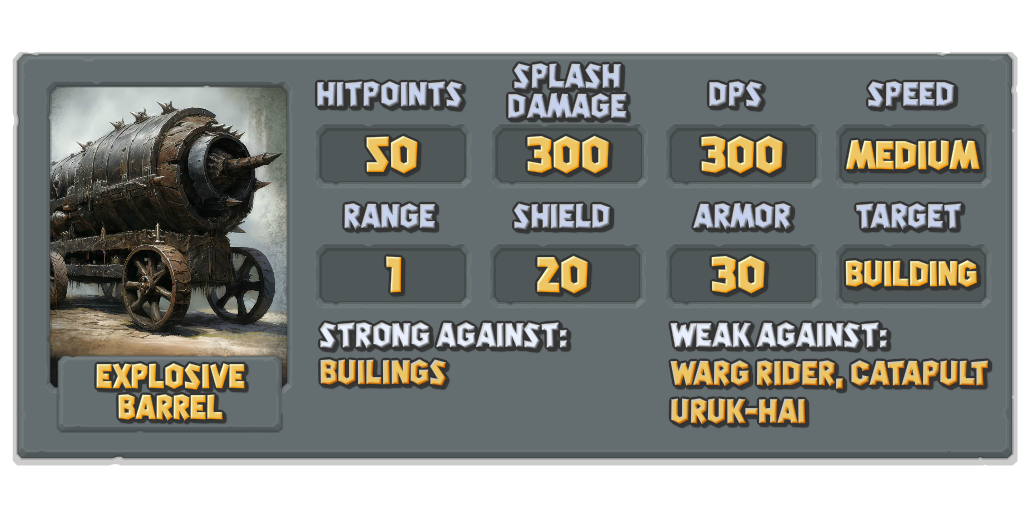 HITPOINTS
SPLASH DAMAGE
DPS
SPEED
50
300
300
MEDIUM
RANGE
SHIELD
ARMOR
TARGET
1
20
30
BUILDING
STRONG AGAINST:
BUILINGS
WEAK AGAINST:
WARG RIDER, CATAPULT
URUK-HAI
EXPLOSIVE
BARREL